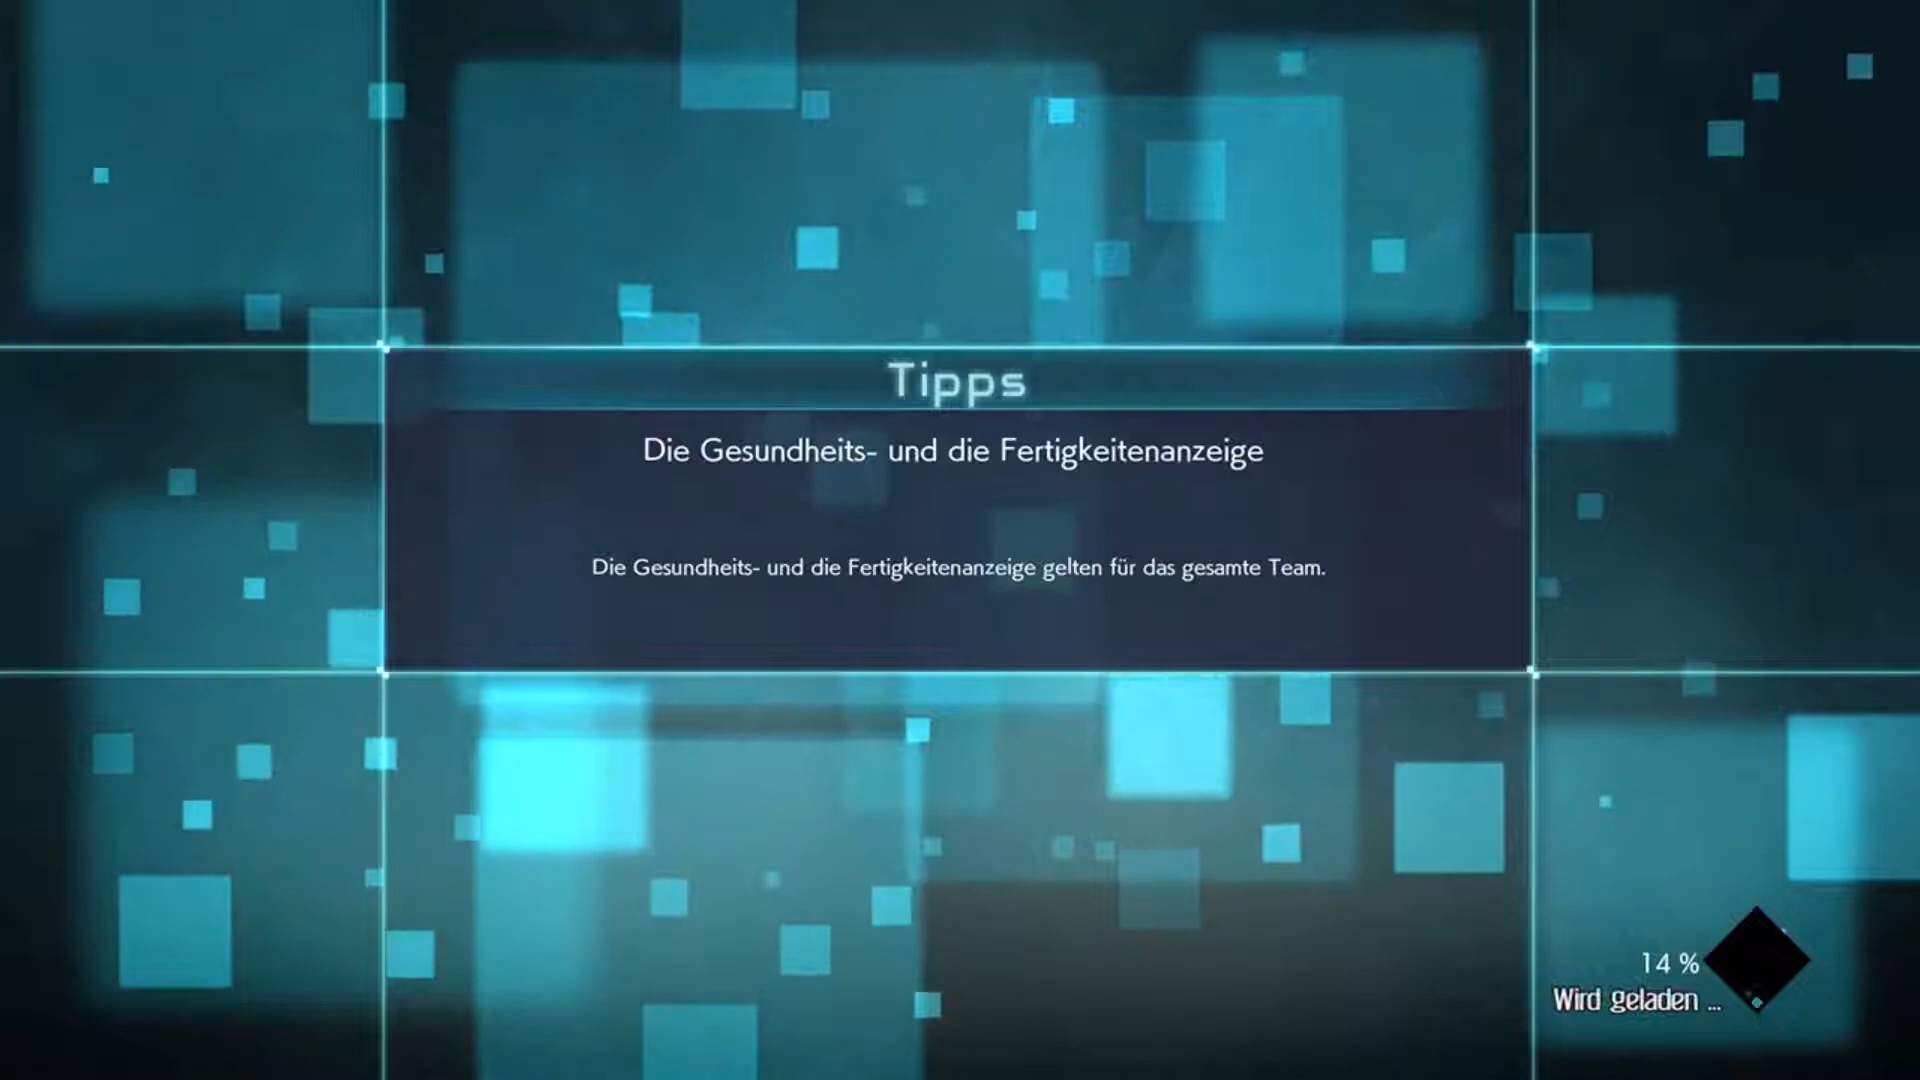 Tipps
Die Gesundheits- und die Fertigkeitenanzeige
Die Gesundheits- und die Fertigkeitenanzeige gelten für das gesamte Team.
14 %
Wird geladen ...